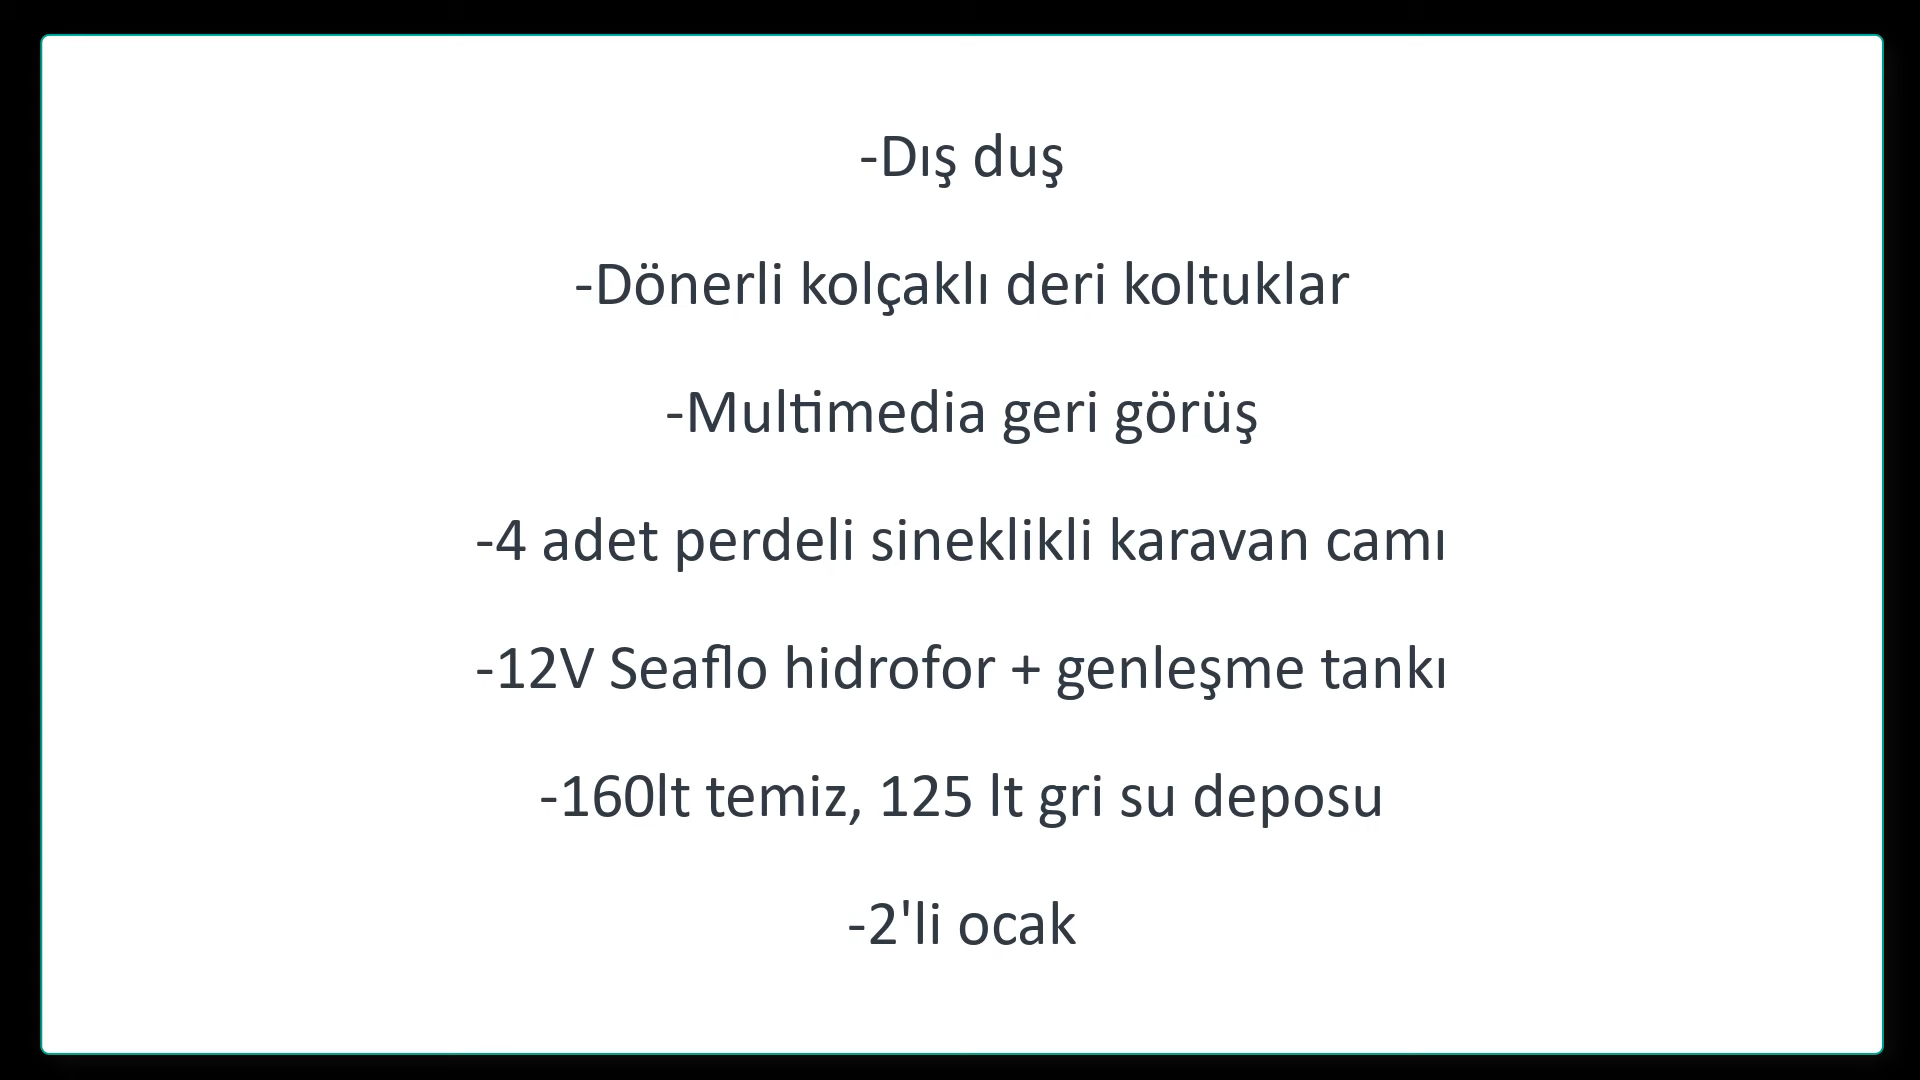 -Dış duş
-Dönerli kolçaklı deri koltuklar
-Multimedia geri görüş
-4 adet perdeli sineklikli karavan camı
-12V Seaflo hidrofor + genleşme tankı
-160lt temiz, 125 lt gri su deposu
-2'li ocak